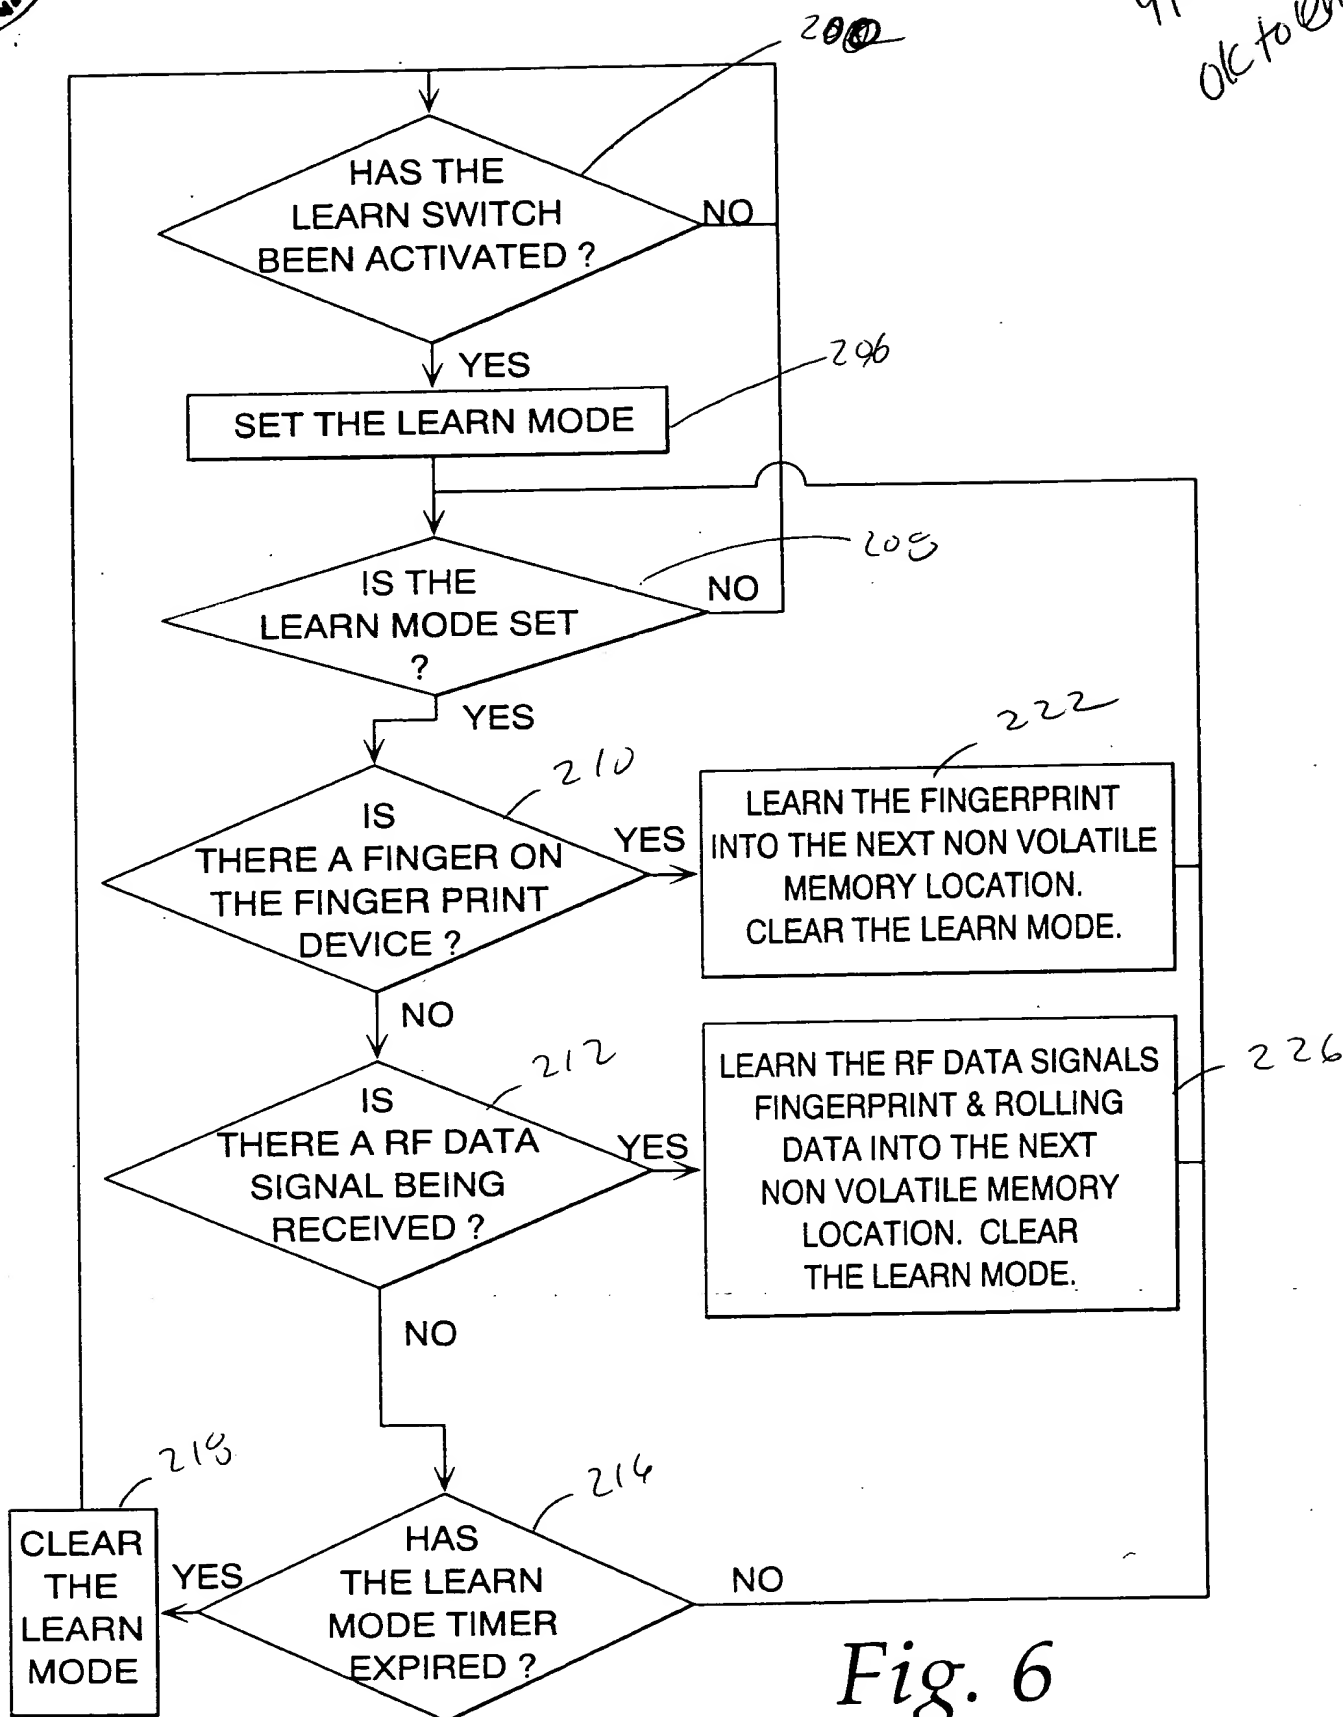 200
OK to
HAS THE
LEARN SWITCH
BEEN ACTIVATED ?
NO
YES
206
SET THE LEARN MODE
208
IS THE
LEARN MODE SET
?
NO
YES
210
IS
THERE A FINGER ON
THE FINGER PRINT
DEVICE ?
YES
222
LEARN THE FINGERPRINT
INTO THE NEXT NON VOLATILE
MEMORY LOCATION.
CLEAR THE LEARN MODE.
NO
212
IS
THERE A RF DATA
SIGNAL BEING
RECEIVED ?
YES
226
LEARN THE RF DATA SIGNALS
FINGERPRINT & ROLLING
DATA INTO THE NEXT
NON VOLATILE MEMORY
LOCATION. CLEAR
THE LEARN MODE.
NO
218
216
CLEAR
THE
LEARN
MODE
YES
HAS
THE LEARN
MODE TIMER
EXPIRED ?
NO
Fig. 6